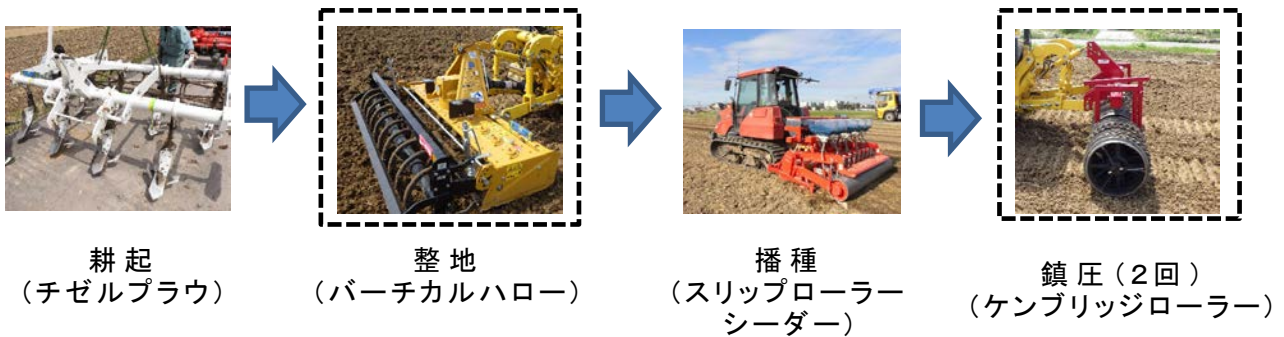 耕起
（チゼルプラウ）
整地
（バーチカルハロー）
播種
（スリップローラー
シーダー）
鎮圧（２回）
（ケンブリッジローラー）